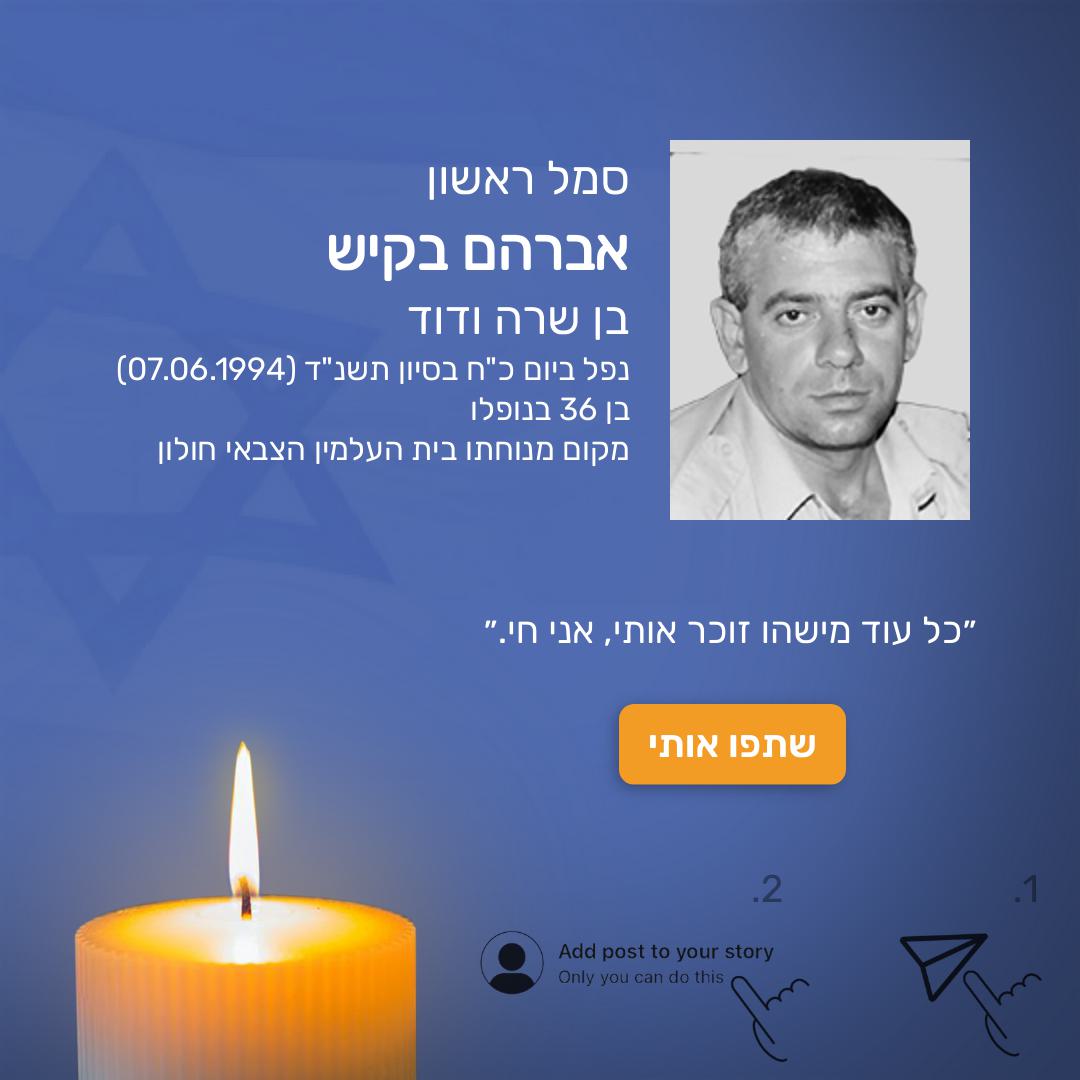 סמל ראשון
אברהם בקיש
בן שרה ודוד
נפל ביום כ"ח בסיון תשנ"ד (07.06.1994)
בן 36 בנופלו
מקום מנוחתו בית העלמין הצבאי חולון
״כל עוד מישהו זוכר אותי, אני חי.״
שתפו אותי
1.
2.
Add post to your story
Only you can do this